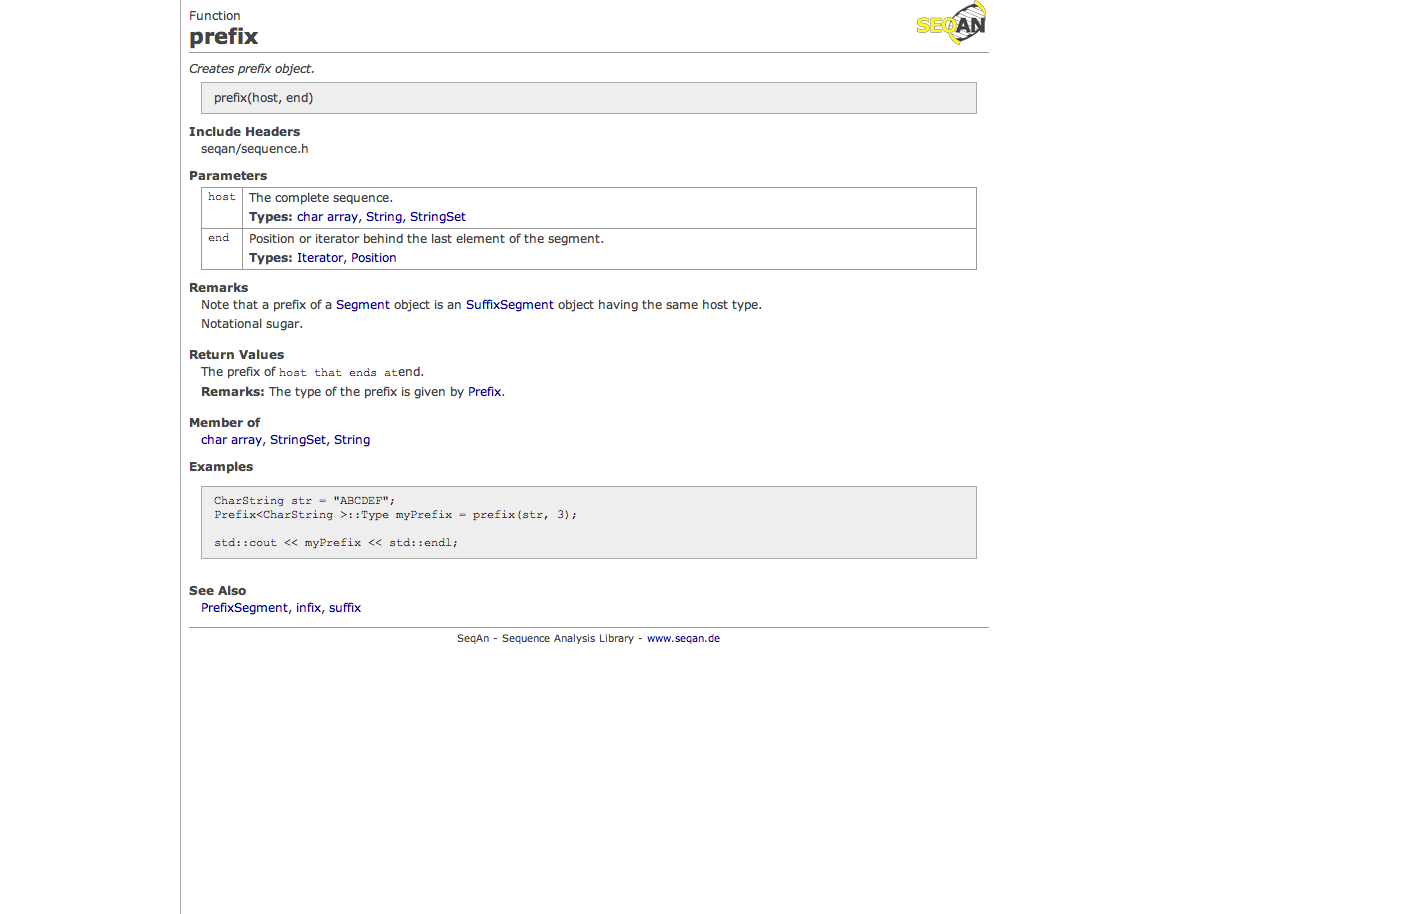 Function
prefix
SEQAN
Creates prefix object.
prefix(host, end)
Include Headers
seqan/sequence.h
Parameters
host The complete sequence.
Types: char array, String, StringSet
end Position or iterator behind the last element of the segment.
Types: Iterator, Position
Remarks
Note that a prefix of a Segment object is an SuffixSegment object having the same host type.
Notational sugar.
Return Values
The prefix of host that ends atend.
Remarks: The type of the prefix is given by Prefix.
Member of
char array, StringSet, String
Examples
CharString str = "ABCDEF";
Prefix<CharString >::Type myPrefix = prefix(str, 3);
std::cout << myPrefix << std::endl;
See Also
PrefixSegment, infix, suffix
SeqAn - Sequence Analysis Library - www.seqan.de